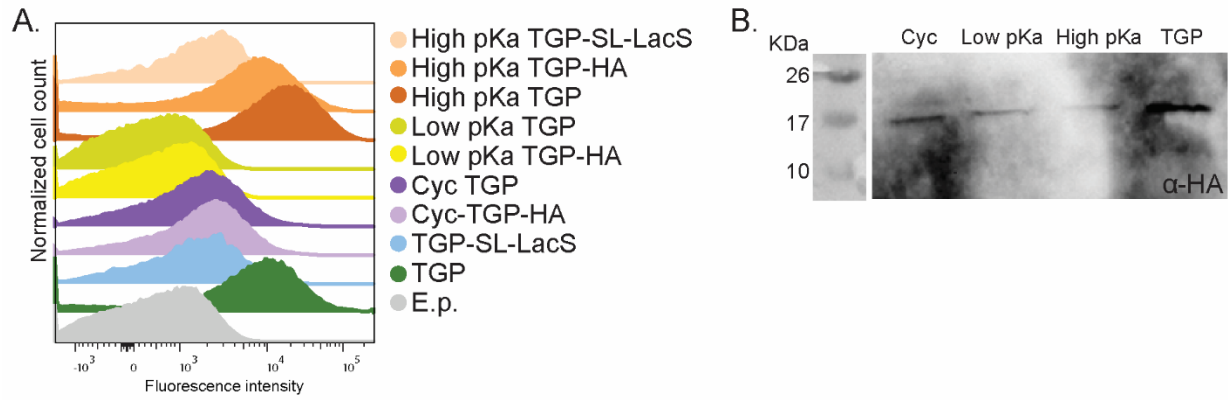 A.
Normalized cell count
-10³ 0 10³ 10⁴ 10⁵
Fluorescence intensity
High pKa TGP-SL-LacS
High pKa TGP-HA
High pKa TGP
Low pKa TGP
Low pKa TGP-HA
Cyc TGP
Cyc-TGP-HA
TGP-SL-LacS
TGP
E.p.
B.
KDa Cyc Low pKa High pKa TGP
26
17
10
α-HA